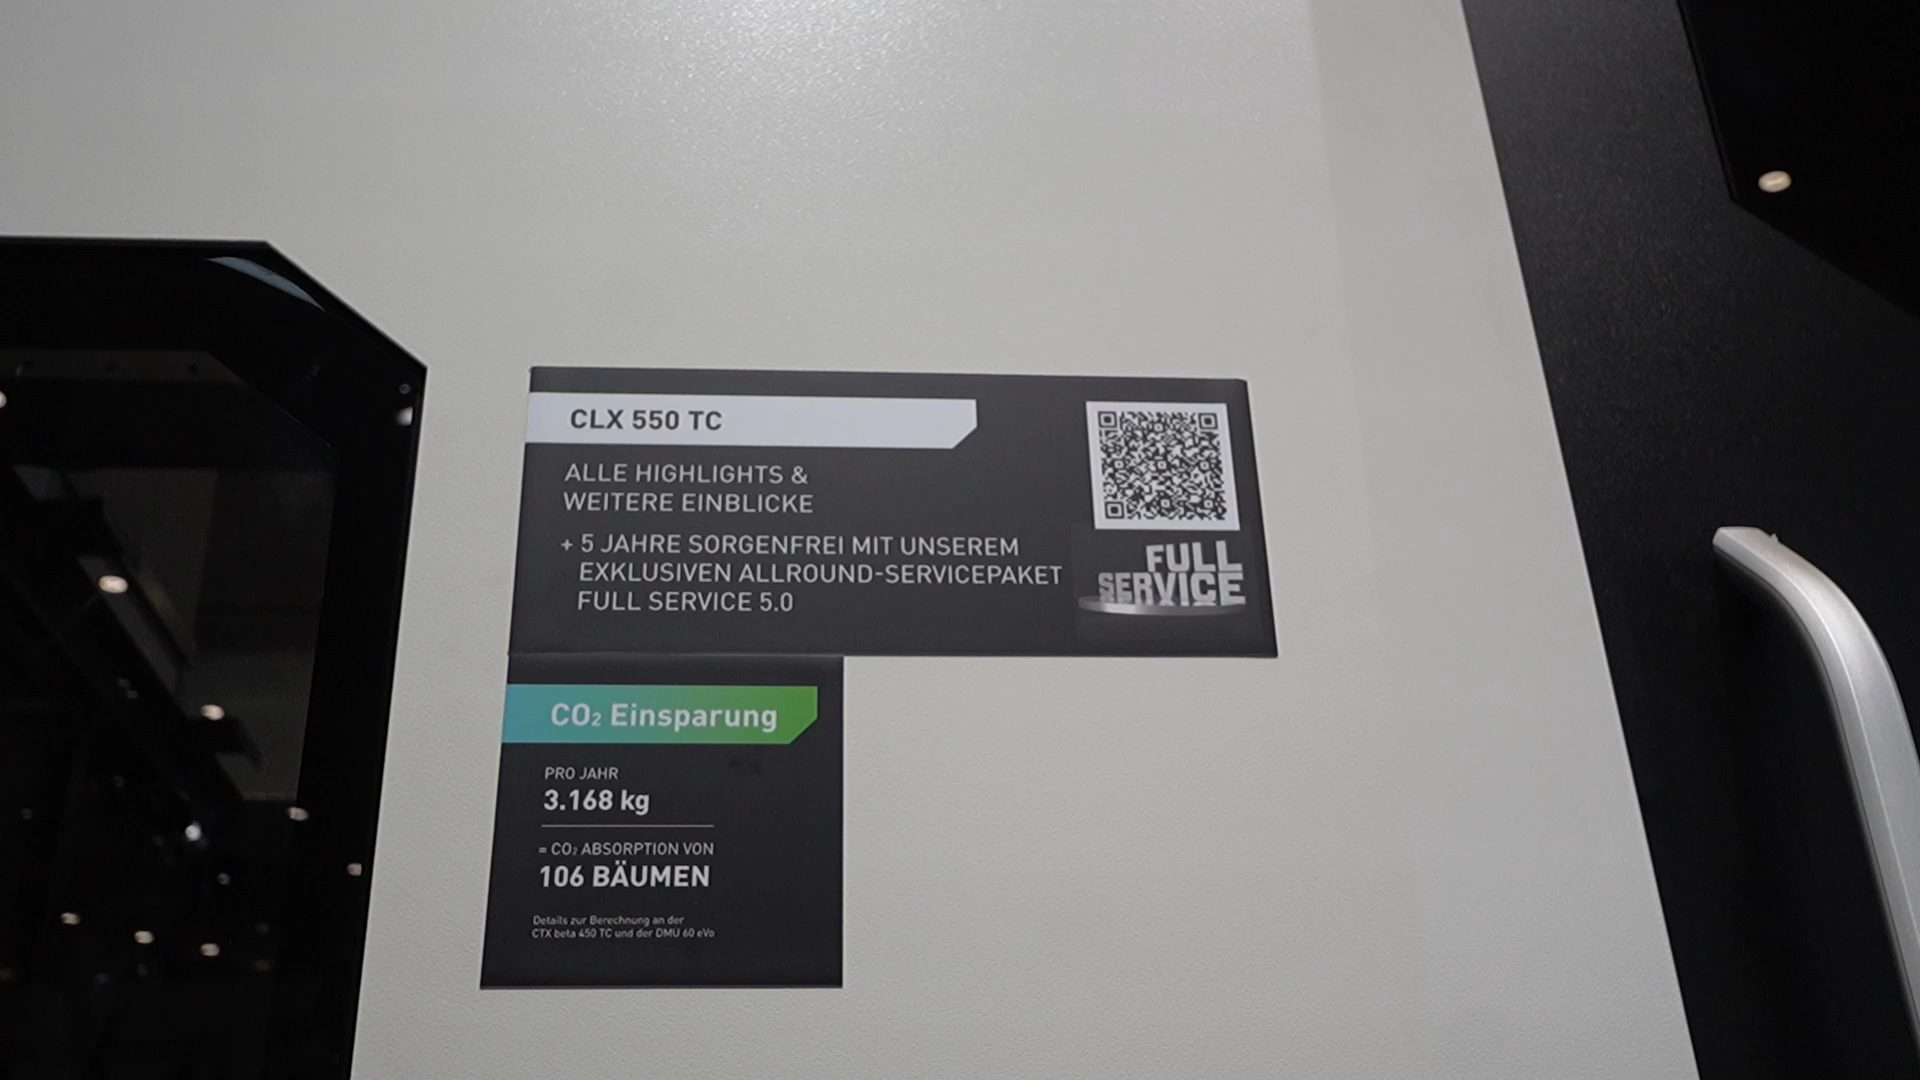 CLX 550 TC
ALLE HIGHLIGHTS &
WEITERE EINBLICKE
+ 5 JAHRE SORGENFREI MIT UNSEREM
EXKLUSIVEN ALLROUND-SERVICEPAKET
FULL SERVICE 5.0
FULL
SERVICE
CO₂ Einsparung
PRO JAHR
3.168 kg
= CO₂ ABSORPTION VON
106 BÄUMEN
Details zur Berechnung an der
CTX beta 450 TC und der DMU 60 eVo